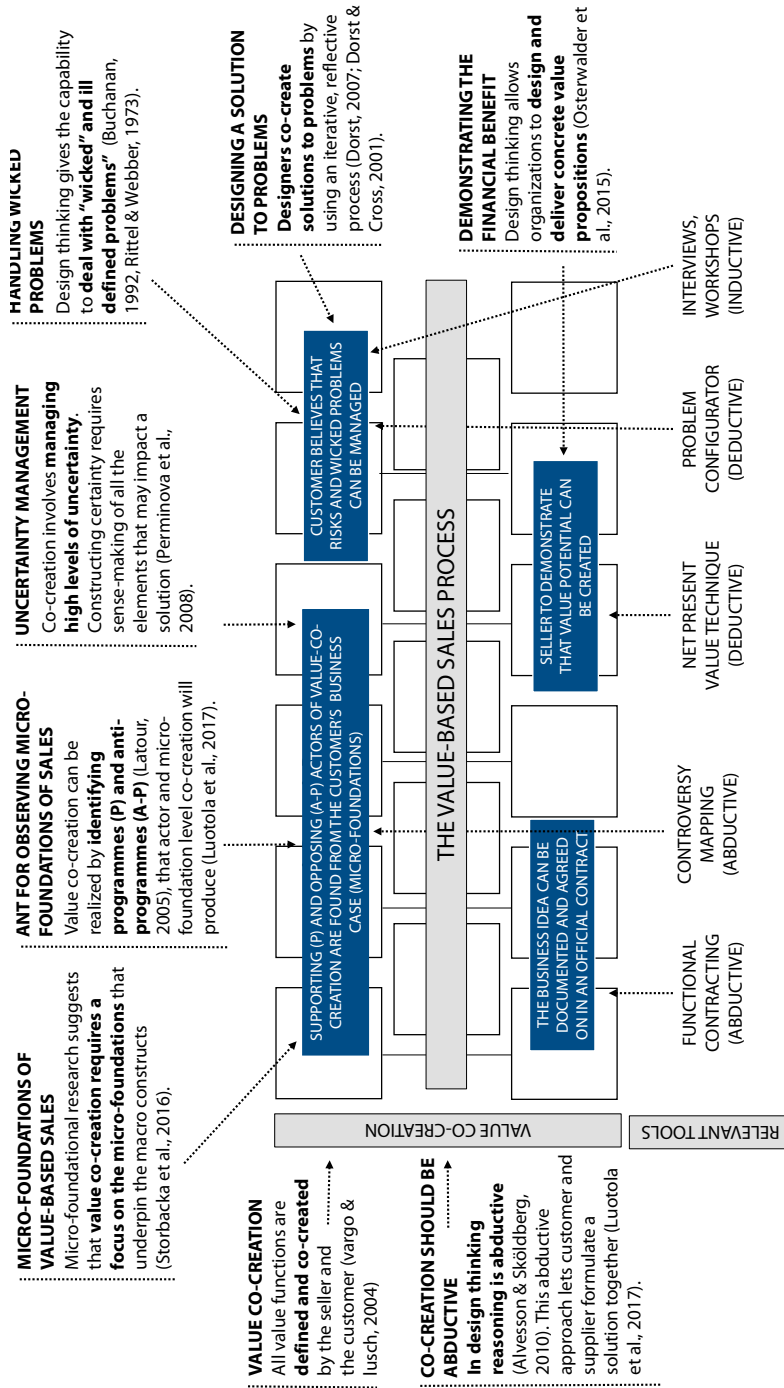 MICRO-FOUNDATIONS OF
VALUE-BASED SALES
Micro-foundational research suggests
that value co-creation requires a
focus on the micro-foundations that
underpin the macro constructs
(Storbacka et al., 2016).
ANT FOR OBSERVING MICRO-
FOUNDATIONS OF SALES
Value co-creation can be
realized by identifying
programmes (P) and anti-
programmes (A-P) (Latour,
2005), that actor and micro-
foundation level co-creation will
produce (Luotola et al., 2017).
UNCERTAINTY MANAGEMENT
Co-creation involves managing
high levels of uncertainty.
Constructing certainty requires
sense-making of all the
elements that may impact a
solution (Perminova et al.,
2008).
HANDLING WICKED
PROBLEMS
Design thinking gives the capability
to deal with “wicked” and ill
defined problems” (Buchanan,
1992, Rittel & Webber, 1973).
VALUE CO-CREATION
All value functions are
defined and co-created
by the seller and
the customer (vargo &
lusch, 2004)
CO-CREATION SHOULD BE
ABDUCTIVE
In design thinking
reasoning is abductive
(Alvesson & Sköldberg,
2010). This abductive
approach lets customer and
supplier formulate a
solution together (Luotola
et al., 2017).
VALUE CO-CREATION
RELEVANT TOOLS
SUPPORTING (P) AND OPPOSING (A-P) ACTORS OF VALUE-CO-
CREATION ARE FOUND FROM THE CUSTOMER'S BUSINESS
CASE (MICRO-FOUNDATIONS)
CUSTOMER BELIEVES THAT
RISKS AND WICKED PROBLEMS
CAN BE MANAGED
THE VALUE-BASED SALES PROCESS
THE BUSINESS IDEA CAN BE
DOCUMENTED AND AGREED
ON IN AN OFFICIAL CONTRACT
SELLER TO DEMONSTRATE
THAT VALUE POTENTIAL CAN
BE CREATED
DESIGNING A SOLUTION
TO PROBLEMS
Designers co-create
solutions to problems by
using an iterative, reflective
process (Dorst, 2007; Dorst &
Cross, 2001).
DEMONSTRATING THE
FINANCIAL BENEFIT
Design thinking allows
organizations to design and
deliver concrete value
propositions (Osterwalder et
al., 2015).
FUNCTIONAL
CONTRACTING
(ABDUCTIVE)
CONTROVERSY
MAPPING
(ABDUCTIVE)
NET PRESENT
VALUE TECHNIQUE
(DEDUCTIVE)
PROBLEM
CONFIGURATOR
(DEDUCTIVE)
INTERVIEWS,
WORKSHOPS
(INDUCTIVE)